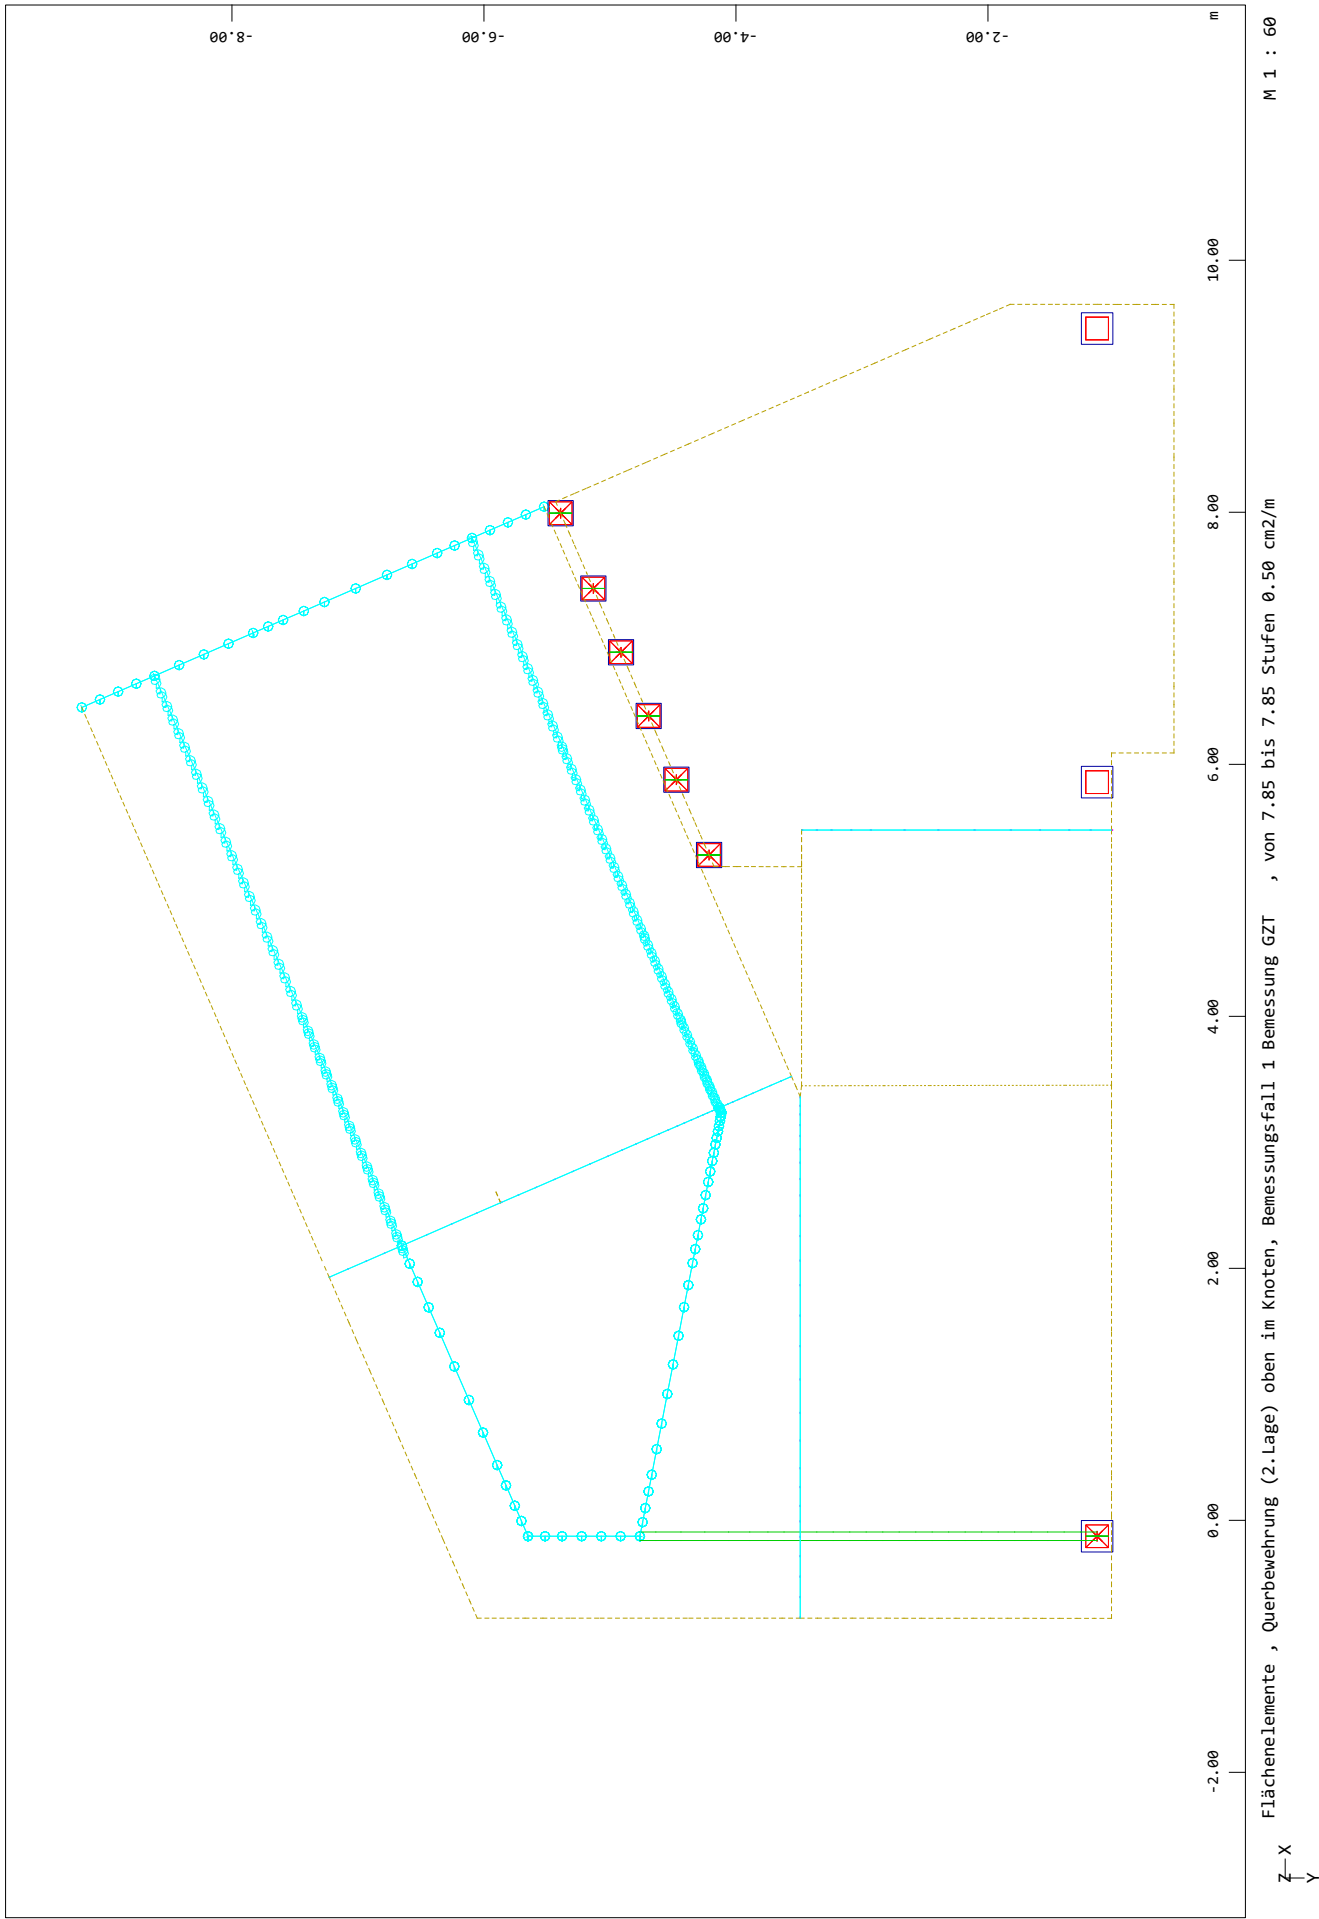 M 1 : 60
m
-8.00
-6.00
-4.00
-2.00
-2.00
0.00
2.00
4.00
6.00
8.00
10.00
Flächenelemente , Querbewehrung (2.Lage) oben im Knoten, Bemessungsfall 1 Bemessung GZT , von 7.85 bis 7.85 Stufen 0.50 cm2/m
Z X
Y